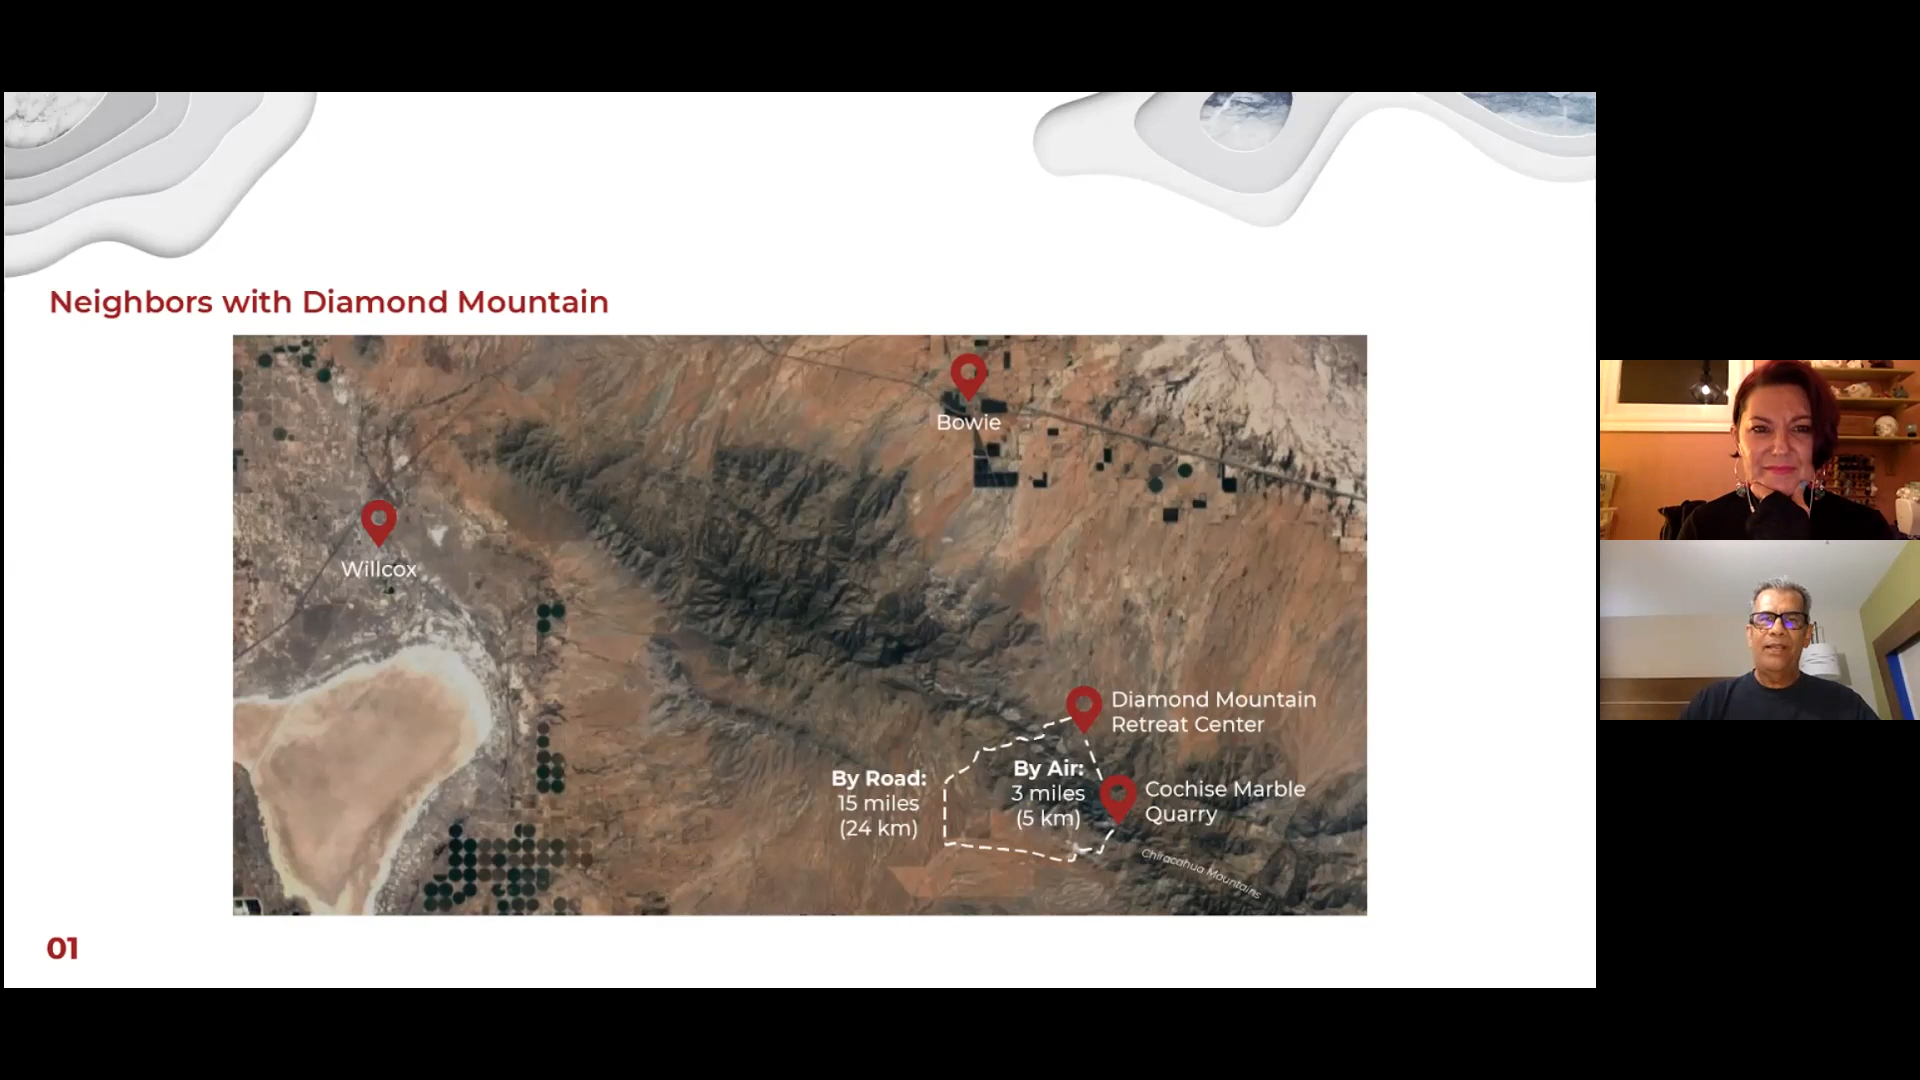 Neighbors with Diamond Mountain
Bowie
Willcox
Diamond Mountain
Retreat Center
By Road:
15 miles
(24 km)
By Air:
3 miles
(5 km)
Cochise Marble
Quarry
Chiracahua Mountains
01